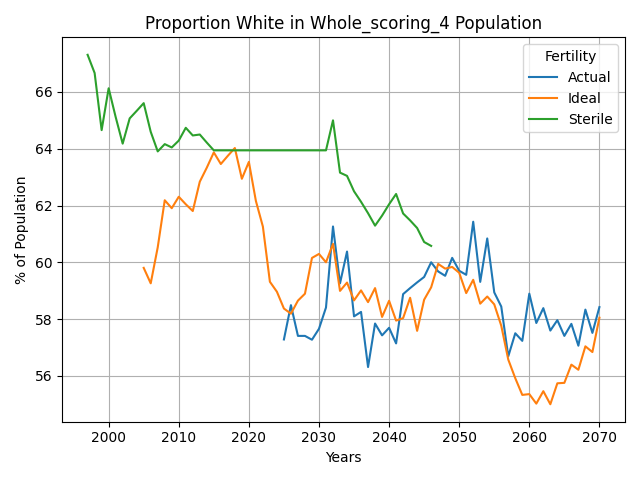 Proportion White in Whole_scoring_4 Population
Fertility
Actual
Ideal
Sterile
% of Population
66
64
62
60
58
56
2000 2010 2020 2030 2040 2050 2060 2070
Years